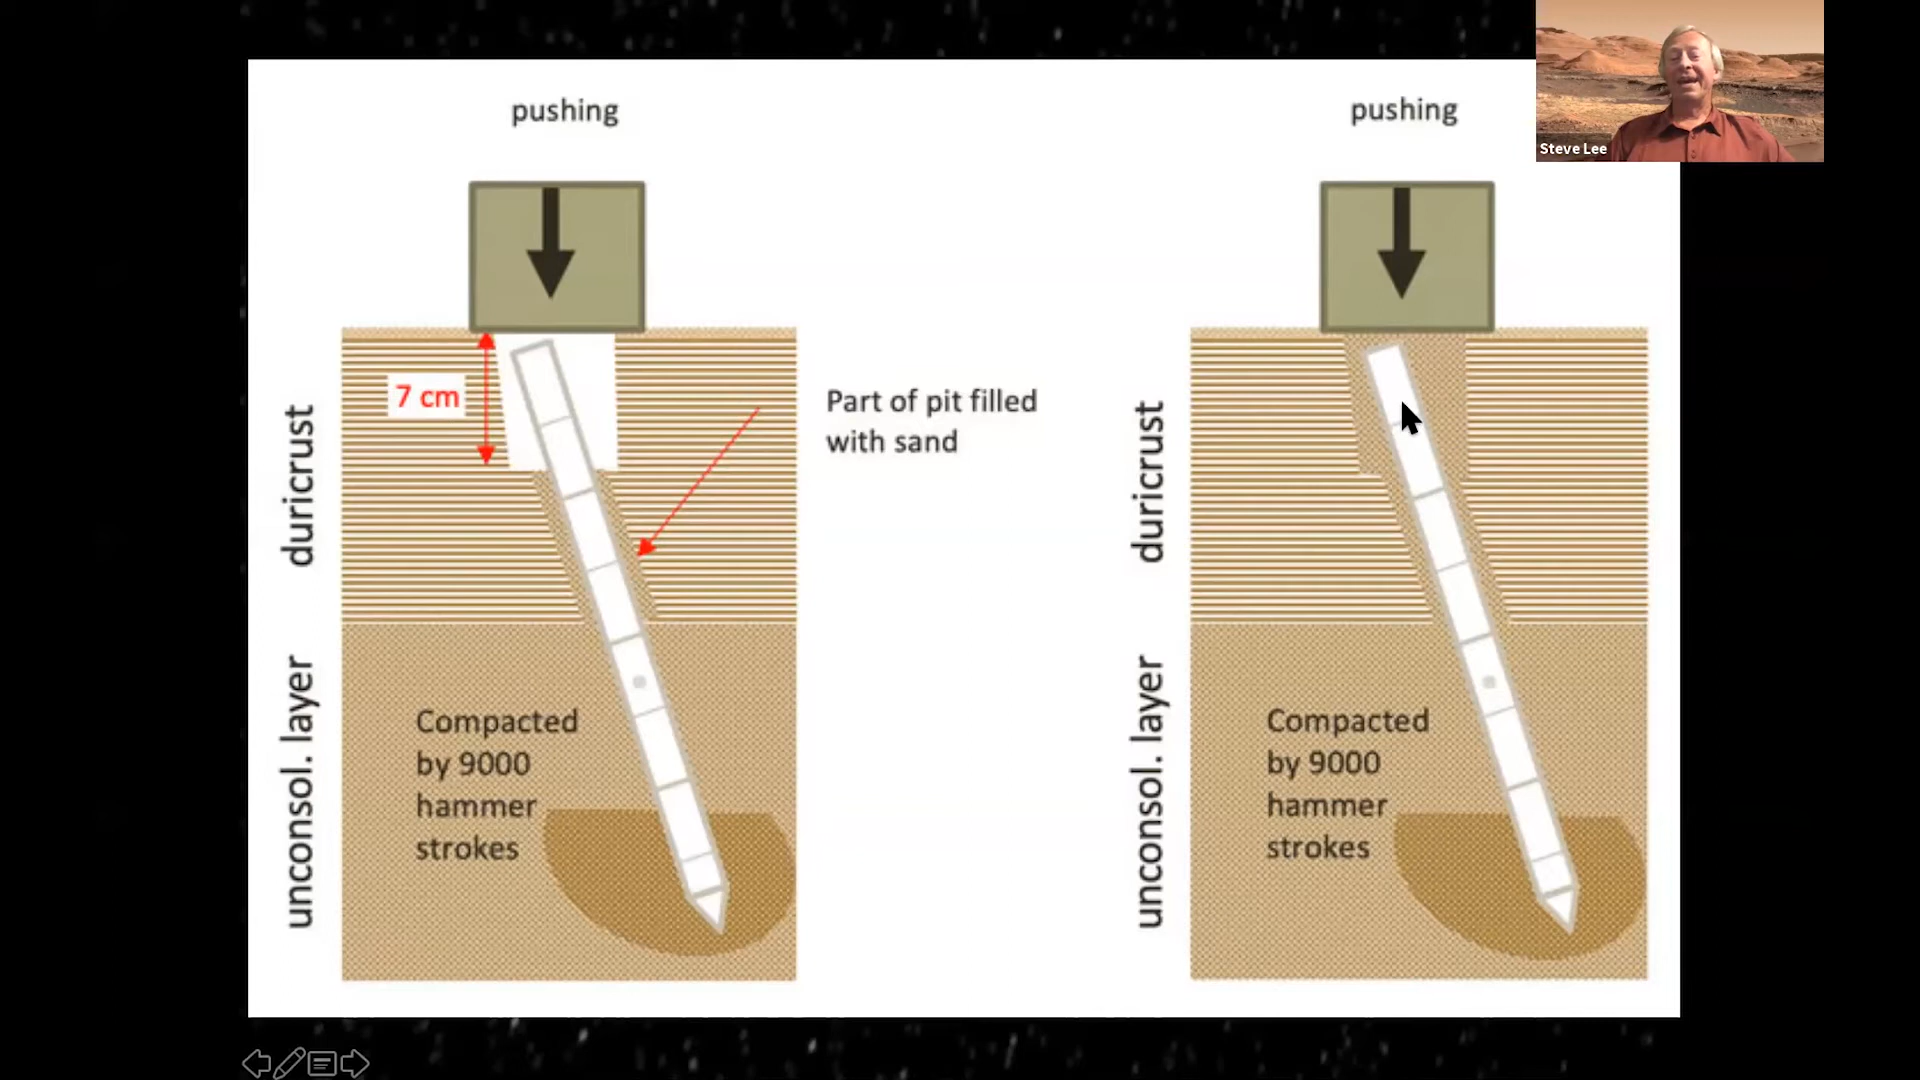 pushing
pushing
Steve Lee
7 cm
Part of pit filled
with sand
duricrust
duricrust
unconsol. layer
unconsol. layer
Compacted
by 9000
hammer
strokes
Compacted
by 9000
hammer
strokes